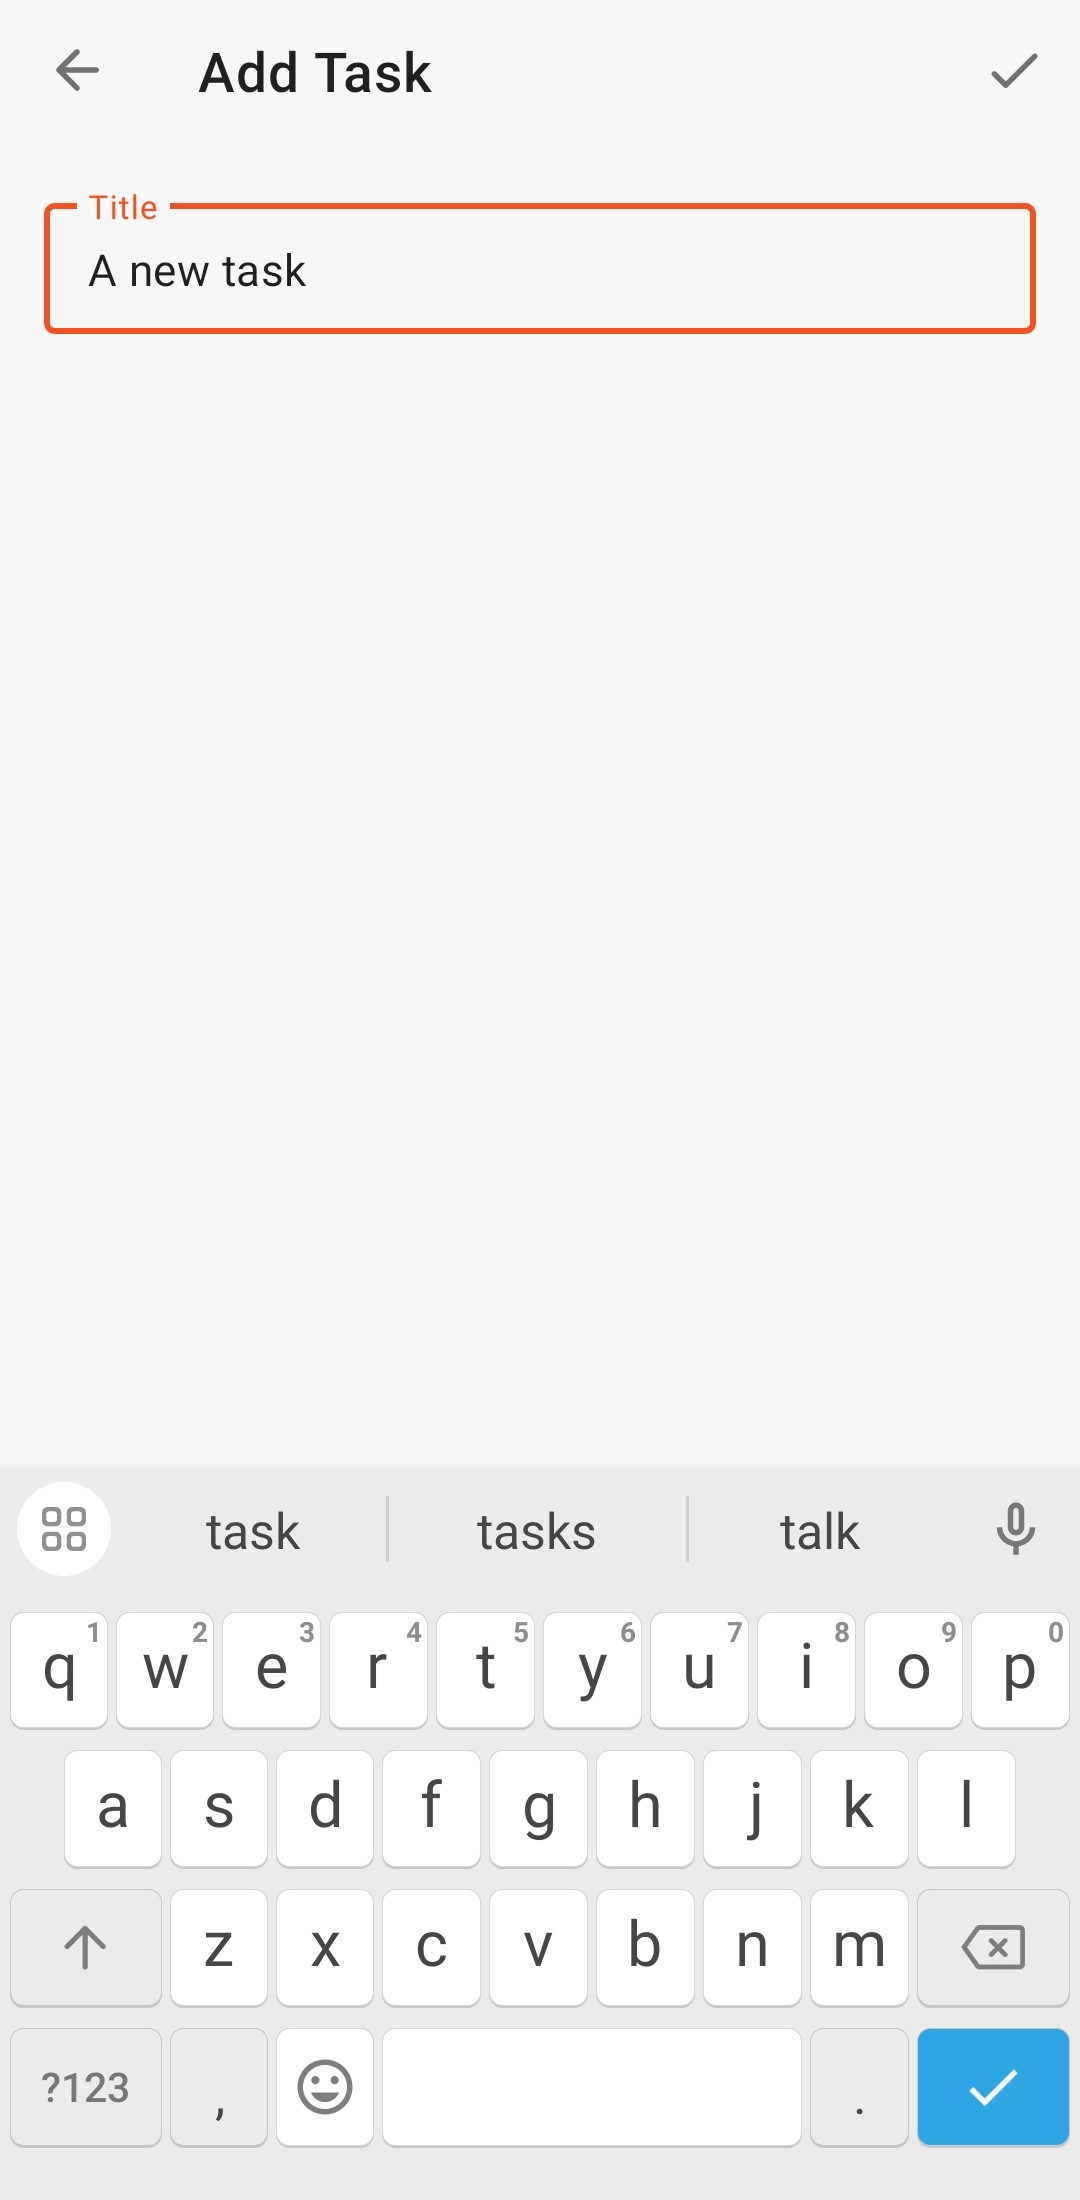 Add Task
Title
A new task
task tasks talk
q 1 w 2 e 3 r 4 t 5 y 6 u 7 i 8 o 9 p 0
a s d f g h j k l
z x c v b n m
?123 , .